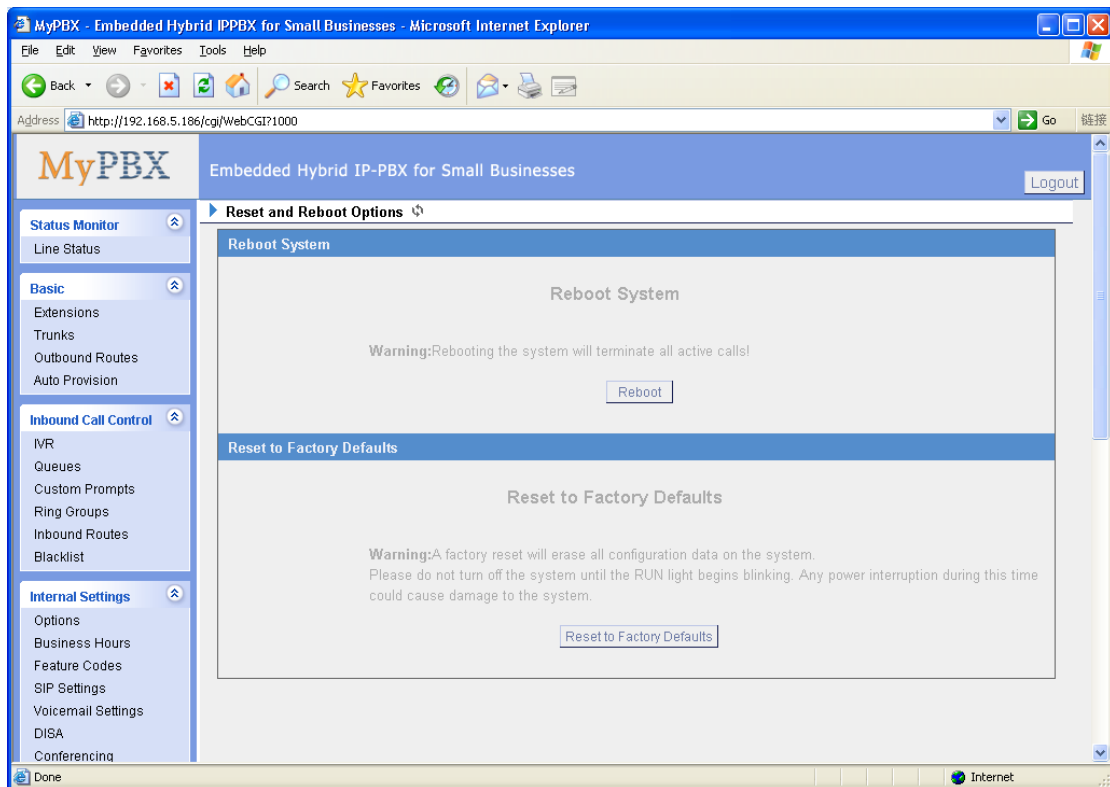 MyPBX - Embedded Hybrid IPPBX for Small Businesses - Microsoft Internet Explorer
File Edit View Favorites Tools Help
Back Search Favorites
Address http://192.168.5.186/cgi/WebCGI?1000 Go 链接
MyPBX
Embedded Hybrid IP-PBX for Small Businesses
Logout
Status Monitor
Line Status
Basic
Extensions
Trunks
Outbound Routes
Auto Provision
Inbound Call Control
IVR
Queues
Custom Prompts
Ring Groups
Inbound Routes
Blacklist
Internal Settings
Options
Business Hours
Feature Codes
SIP Settings
Voicemail Settings
DISA
Conferencing
Reset and Reboot Options
Reboot System
Reboot System
Warning:Rebooting the system will terminate all active calls!
Reboot
Reset to Factory Defaults
Reset to Factory Defaults
Warning:A factory reset will erase all configuration data on the system.
Please do not turn off the system until the RUN light begins blinking. Any power interruption during this time
could cause damage to the system.
Reset to Factory Defaults
Done
Internet